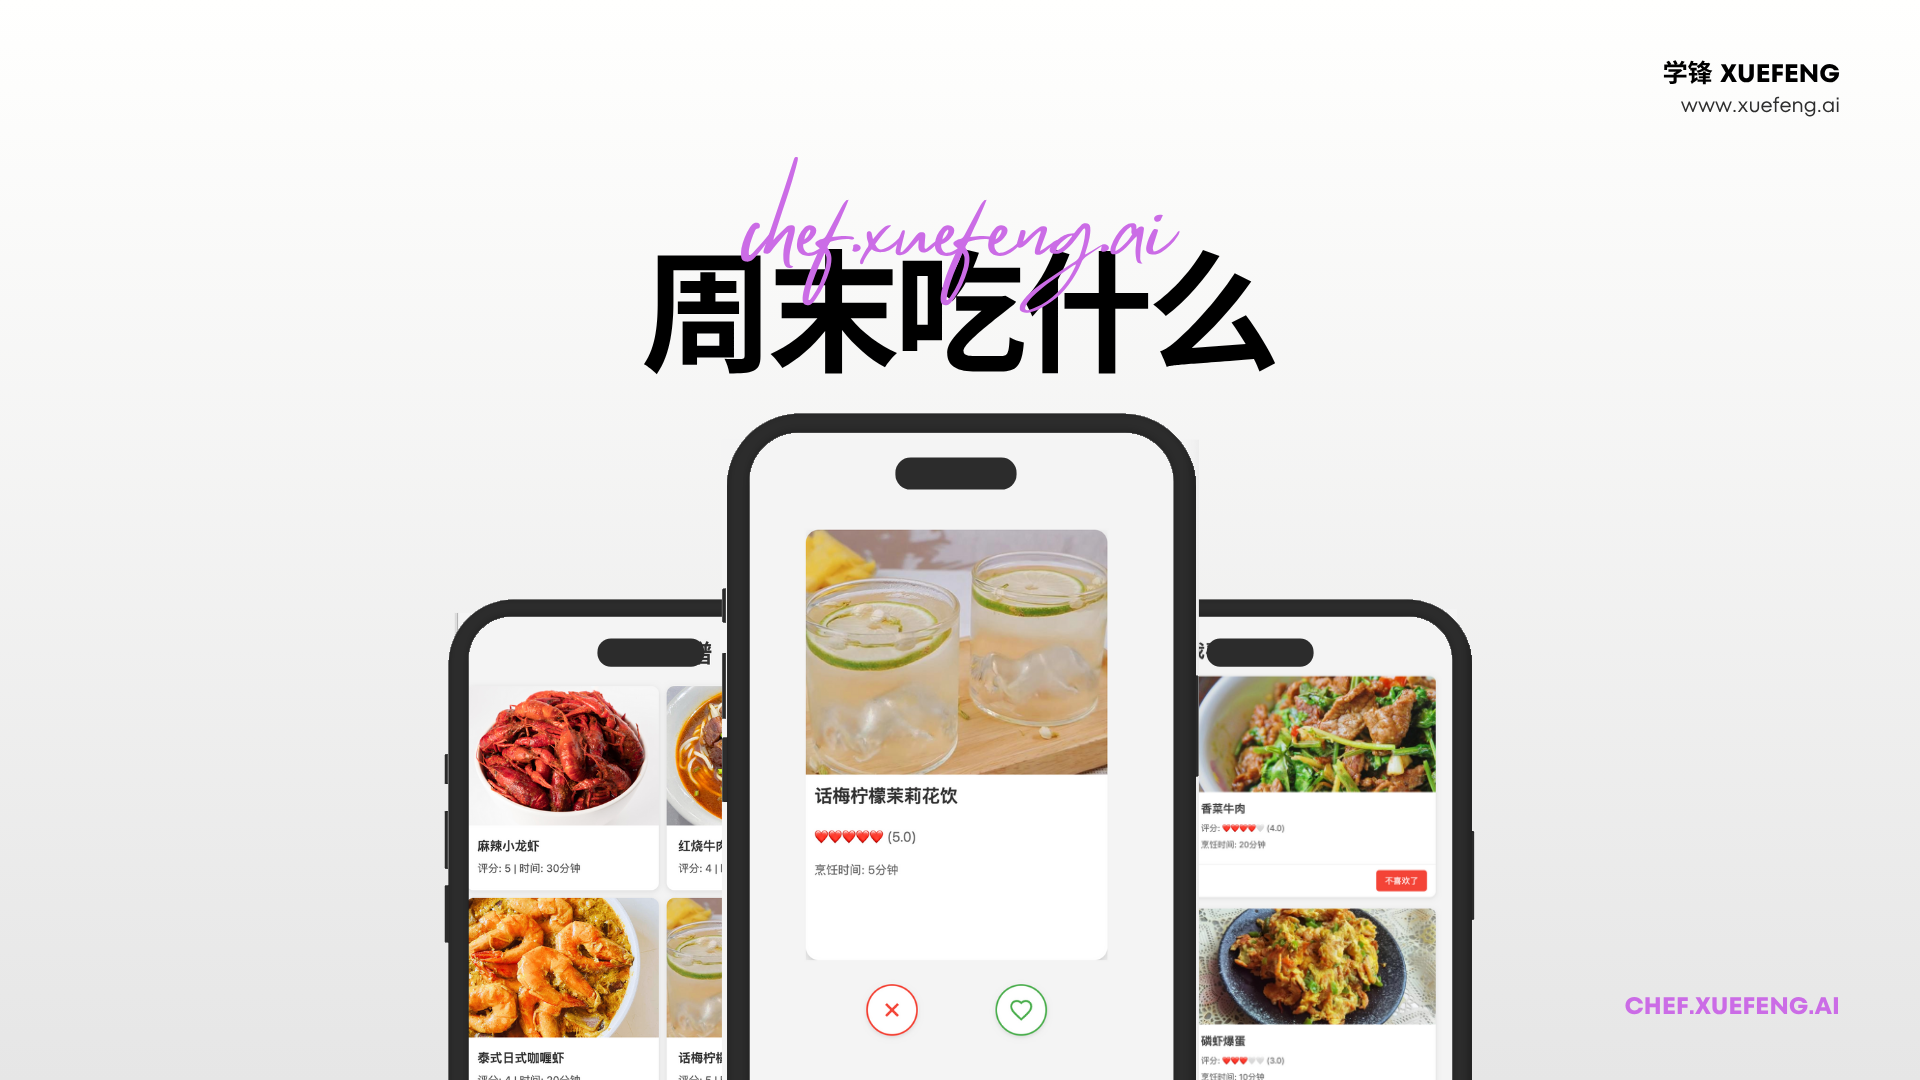 学锋 XUEFENG
www.xuefeng.ai
chef.xuefeng.ai
周末吃什么
谱
麻辣小龙虾
评分: 5 | 时间: 30分钟
红烧牛肉
评分: 4 |
泰式日式咖喱虾
评分: 4 | 时间: 20分钟
话梅柠檬
评分: 5 |
话梅柠檬茉莉花饮
❤️❤️❤️❤️❤️ (5.0)
烹饪时间: 5分钟
香菜牛肉
评分: ❤️❤️❤️❤️🤍 (4.0)
烹饪时间: 20分钟
不喜欢了
磷虾爆蛋
评分: ❤️❤️❤️🤍🤍 (3.0)
烹饪时间: 10分钟
CHEF.XUEFENG.AI